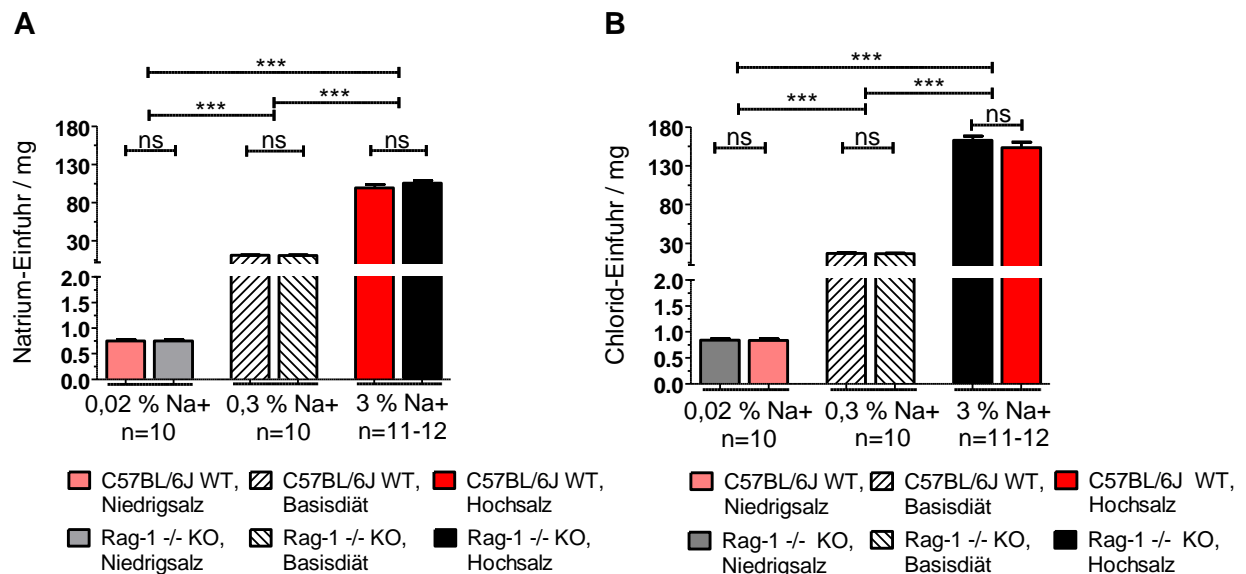 A
***
***
***
ns
ns
ns
Natrium-Einfuhr / mg
180
130
80
30
2.0
1.5
1.0
0.5
0.0
0,02 % Na+
0,3 % Na+
3 % Na+
n=10
n=10
n=11-12
C57BL/6J WT,
Niedrigsalz
C57BL/6J WT,
Basisdiät
C57BL/6J WT,
Hochsalz
Rag-1 -/- KO,
Niedrigsalz
Rag-1 -/- KO,
Basisdiät
Rag-1 -/- KO,
Hochsalz
B
***
***
***
ns
ns
ns
Chlorid-Einfuhr / mg
180
130
80
30
2.0
1.5
1.0
0.5
0.0
0,02 % Na+
0,3 % Na+
3 % Na+
n=10
n=10
n=11-12
C57BL/6J WT,
Niedrigsalz
C57BL/6J WT,
Basisdiät
C57BL/6J WT,
Hochsalz
Rag-1 -/- KO,
Niedrigsalz
Rag-1 -/- KO,
Basisdiät
Rag-1 -/- KO,
Hochsalz